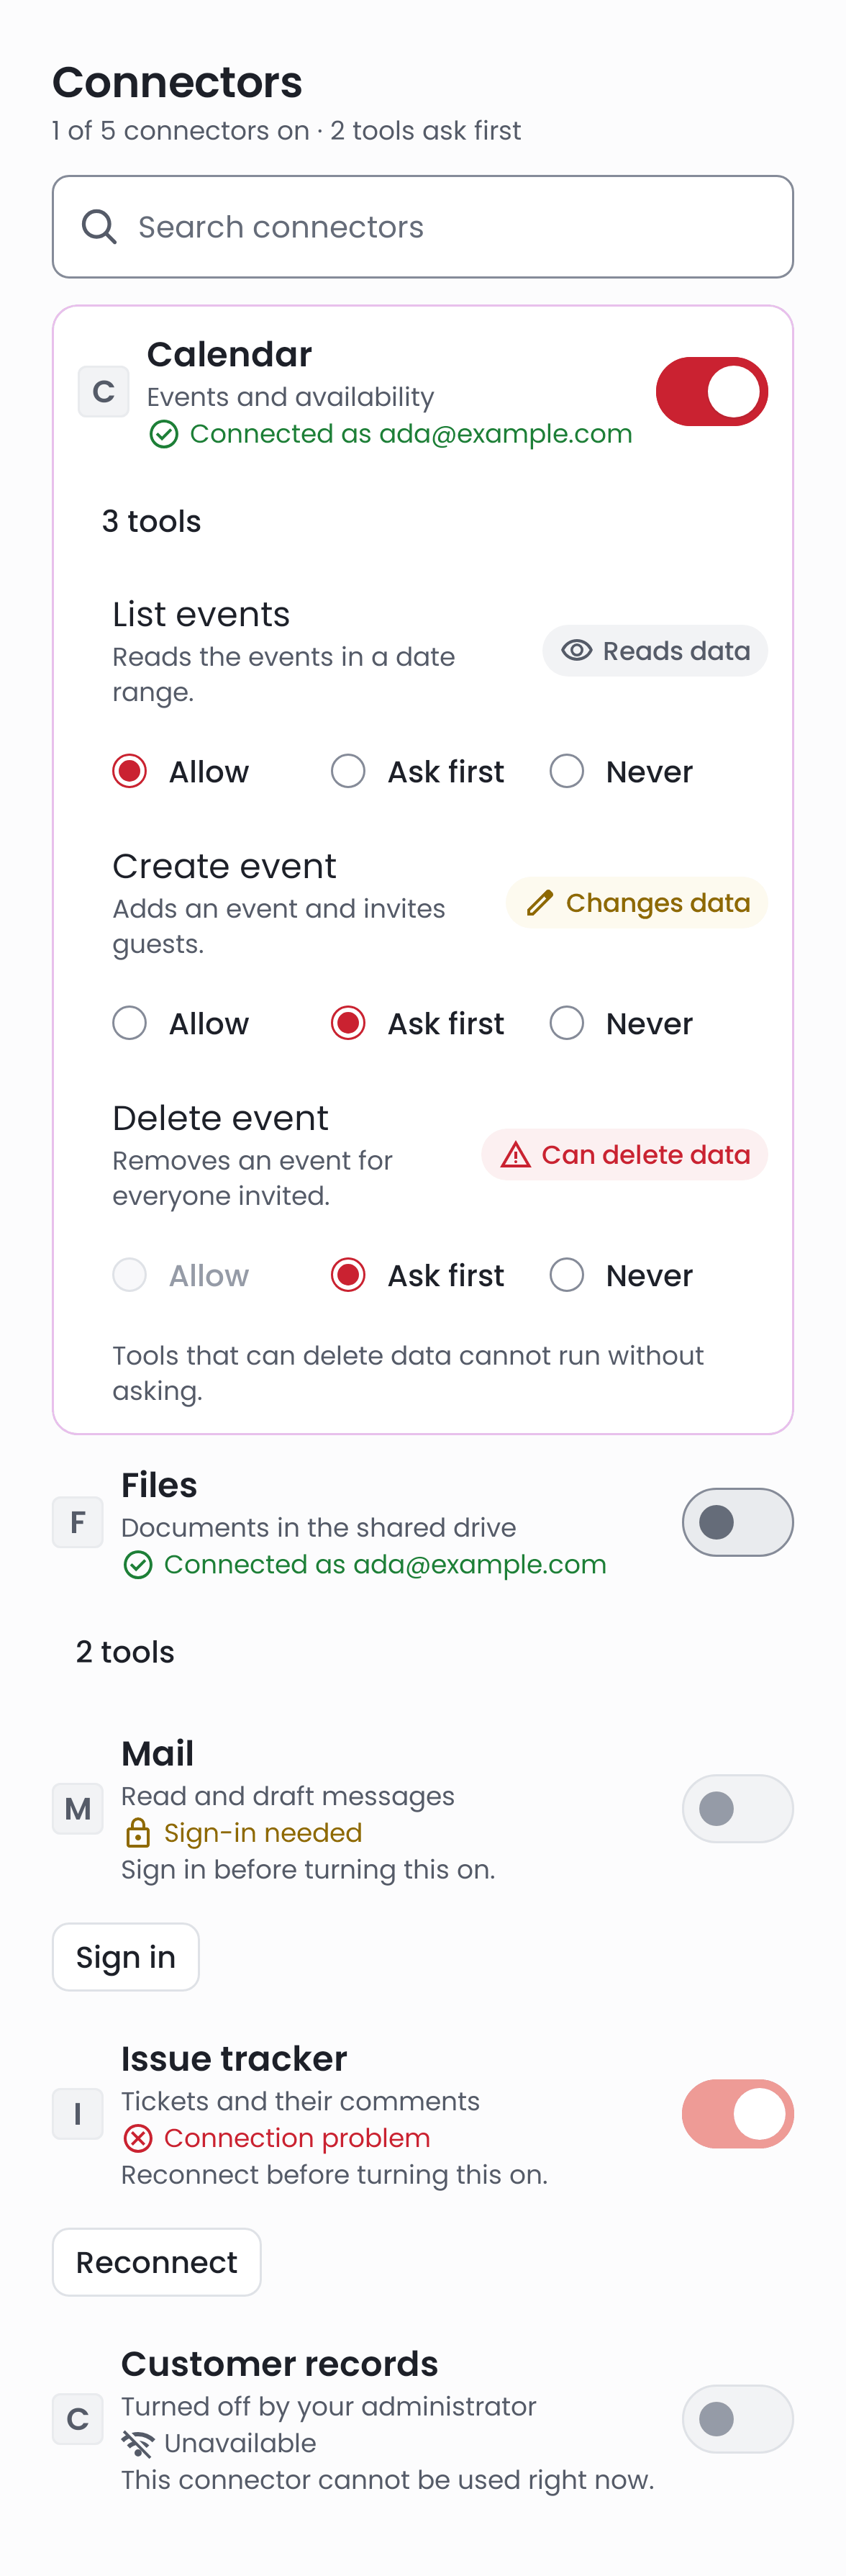 Connectors
1 of 5 connectors on · 2 tools ask first
Search connectors
C
Calendar
Events and availability
Connected as ada@example.com
3 tools
List events
Reads the events in a date
range.
Reads data
Allow
Ask first
Never
Create event
Adds an event and invites
guests.
Changes data
Allow
Ask first
Never
Delete event
Removes an event for
everyone invited.
Can delete data
Allow
Ask first
Never
Tools that can delete data cannot run without
asking.
F
Files
Documents in the shared drive
Connected as ada@example.com
2 tools
M
Mail
Read and draft messages
Sign-in needed
Sign in before turning this on.
Sign in
I
Issue tracker
Tickets and their comments
Connection problem
Reconnect before turning this on.
Reconnect
C
Customer records
Turned off by your administrator
Unavailable
This connector cannot be used right now.